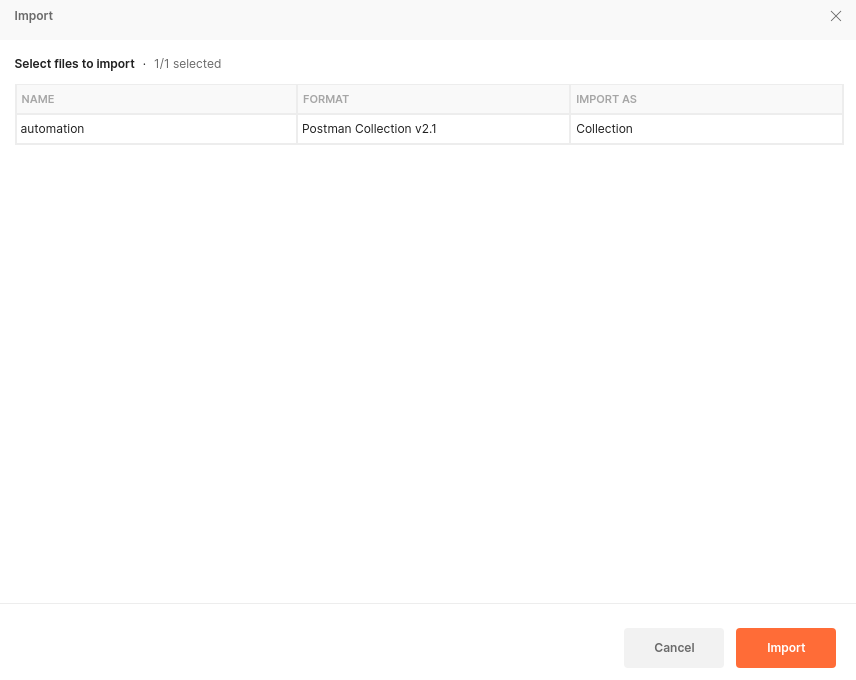 Import
Select files to import · 1/1 selected
NAME FORMAT IMPORT AS
automation Postman Collection v2.1 Collection
Cancel Import